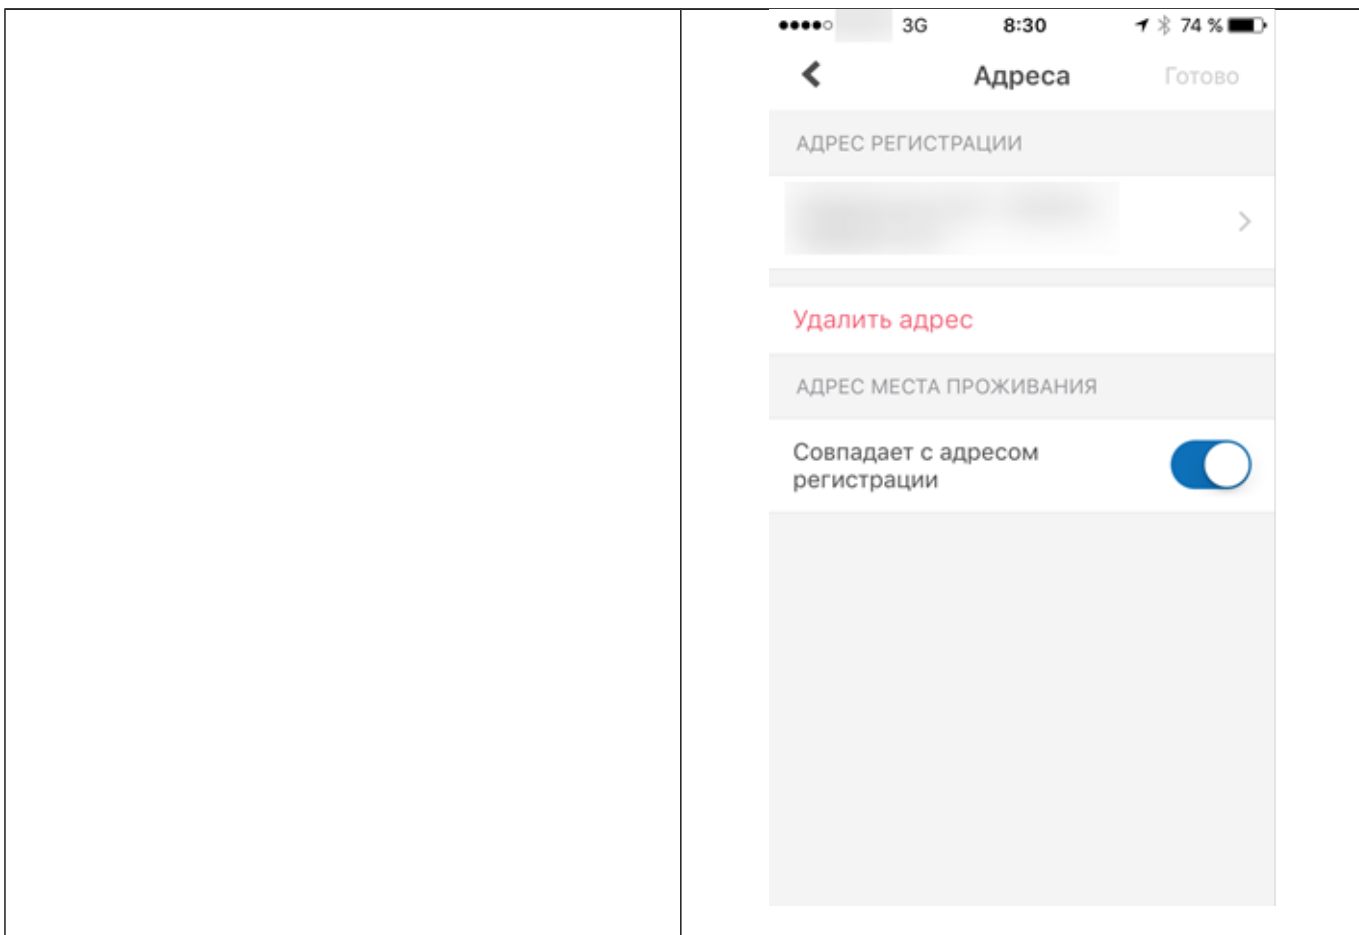 3G 8:30 74 %
Адреса Готово
АДРЕС РЕГИСТРАЦИИ
Удалить адрес
АДРЕС МЕСТА ПРОЖИВАНИЯ
Совпадает с адресом
регистрации